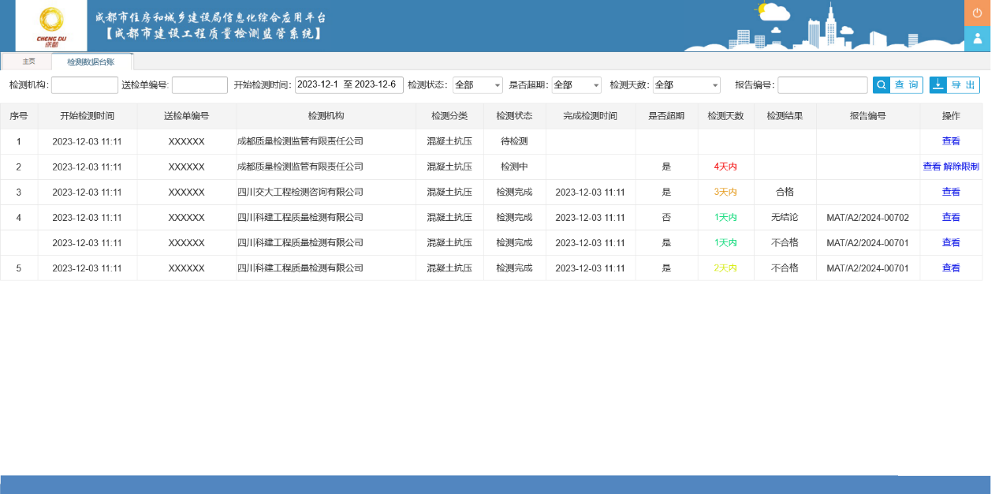 成都市住房和城乡建设局信息化综合应用平台
【成都市建设工程质量检测监管系统】
CHENG DU
成都
主页 检测数据台账
检测机构: 送检单编号: 开始检测时间: 2023-12-1 至 2023-12-6 检测状态: 全部 是否超期: 全部 检测天数: 全部 报告编号: 查 询 导 出
序号 开始检测时间 送检单编号 检测机构 检测分类 检测状态 完成检测时间 是否超期 检测天数 检测结果 报告编号 操作
1 2023-12-03 11:11 XXXXXX 成都质量检测监管有限责任公司 混凝土抗压 待检测 查看
2 2023-12-03 11:11 XXXXXX 成都质量检测监管有限责任公司 混凝土抗压 检测中 是 4天内 查看 解除限制
3 2023-12-03 11:11 XXXXXX 四川交大工程检测咨询有限公司 混凝土抗压 检测完成 2023-12-03 11:11 是 3天内 合格 查看
4 2023-12-03 11:11 XXXXXX 四川科建工程质量检测有限公司 混凝土抗压 检测完成 2023-12-03 11:11 否 1天内 无结论 MAT/A2/2024-00702 查看
2023-12-03 11:11 XXXXXX 四川科建工程质量检测有限公司 混凝土抗压 检测完成 2023-12-03 11:11 是 1天内 不合格 MAT/A2/2024-00701 查看
5 2023-12-03 11:11 XXXXXX 四川科建工程质量检测有限公司 混凝土抗压 检测完成 2023-12-03 11:11 是 2天内 不合格 MAT/A2/2024-00701 查看